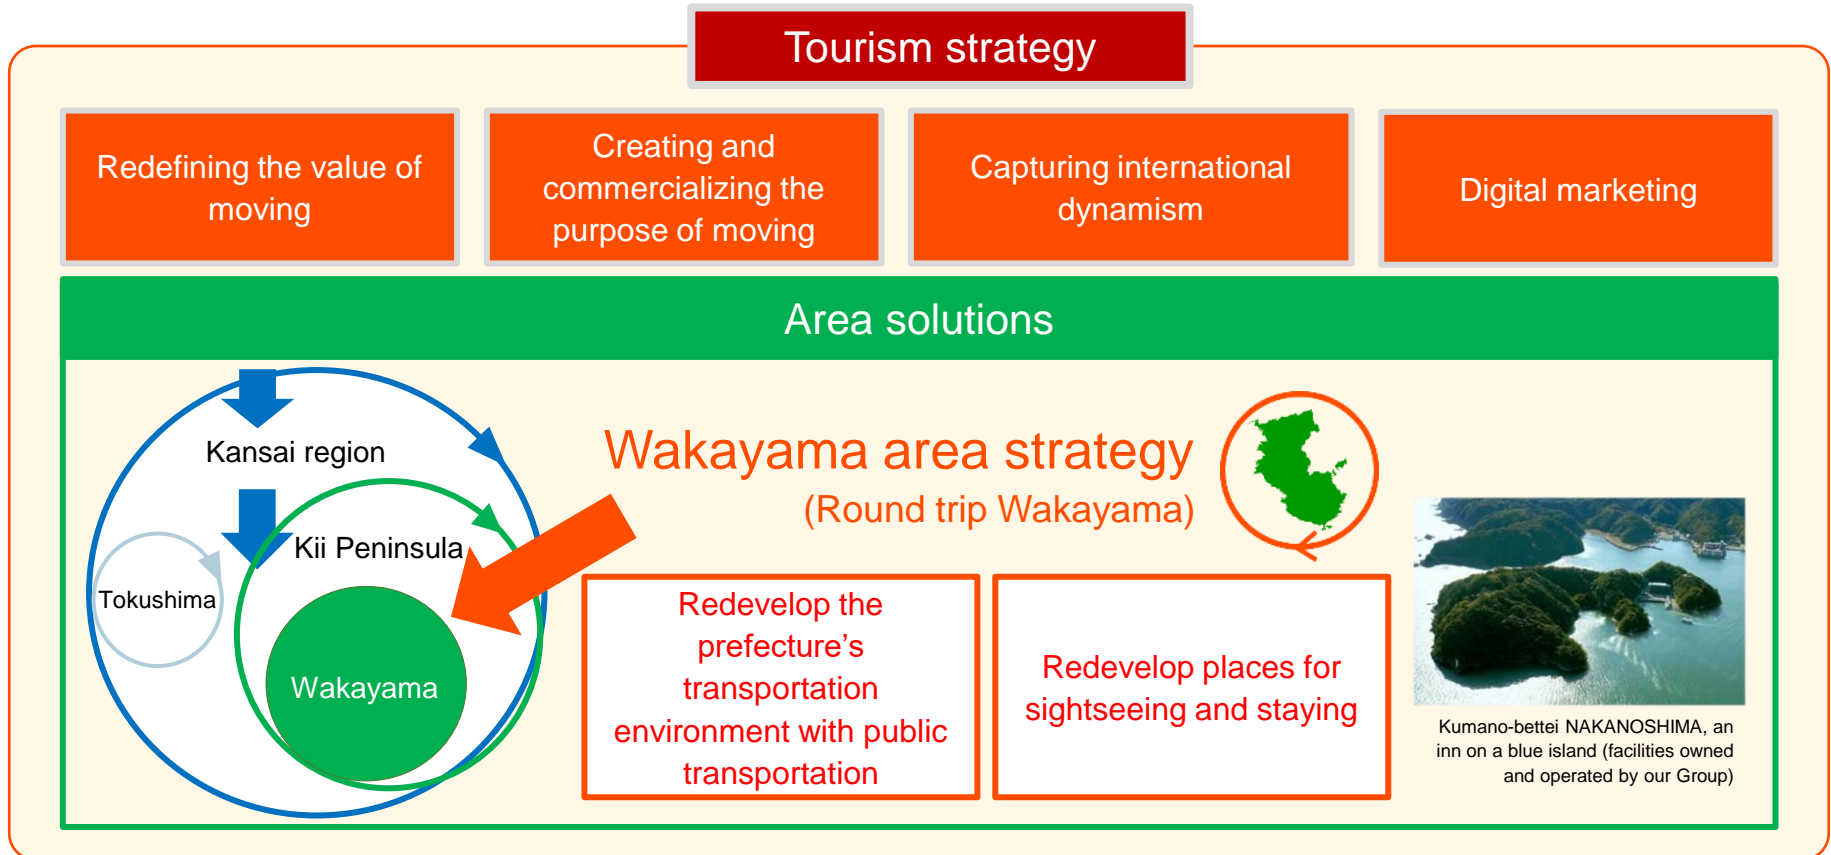 Tourism strategy
Redefining the value of
moving
Creating and
commercializing the
purpose of moving
Capturing international
dynamism
Digital marketing
Area solutions
Kansai region
Kii Peninsula
Tokushima
Wakayama
Wakayama area strategy
(Round trip Wakayama)
Redevelop the
prefecture’s
transportation
environment with public
transportation
Redevelop places for
sightseeing and staying
Kumano-bettei NAKANOSHIMA, an
inn on a blue island (facilities owned
and operated by our Group)